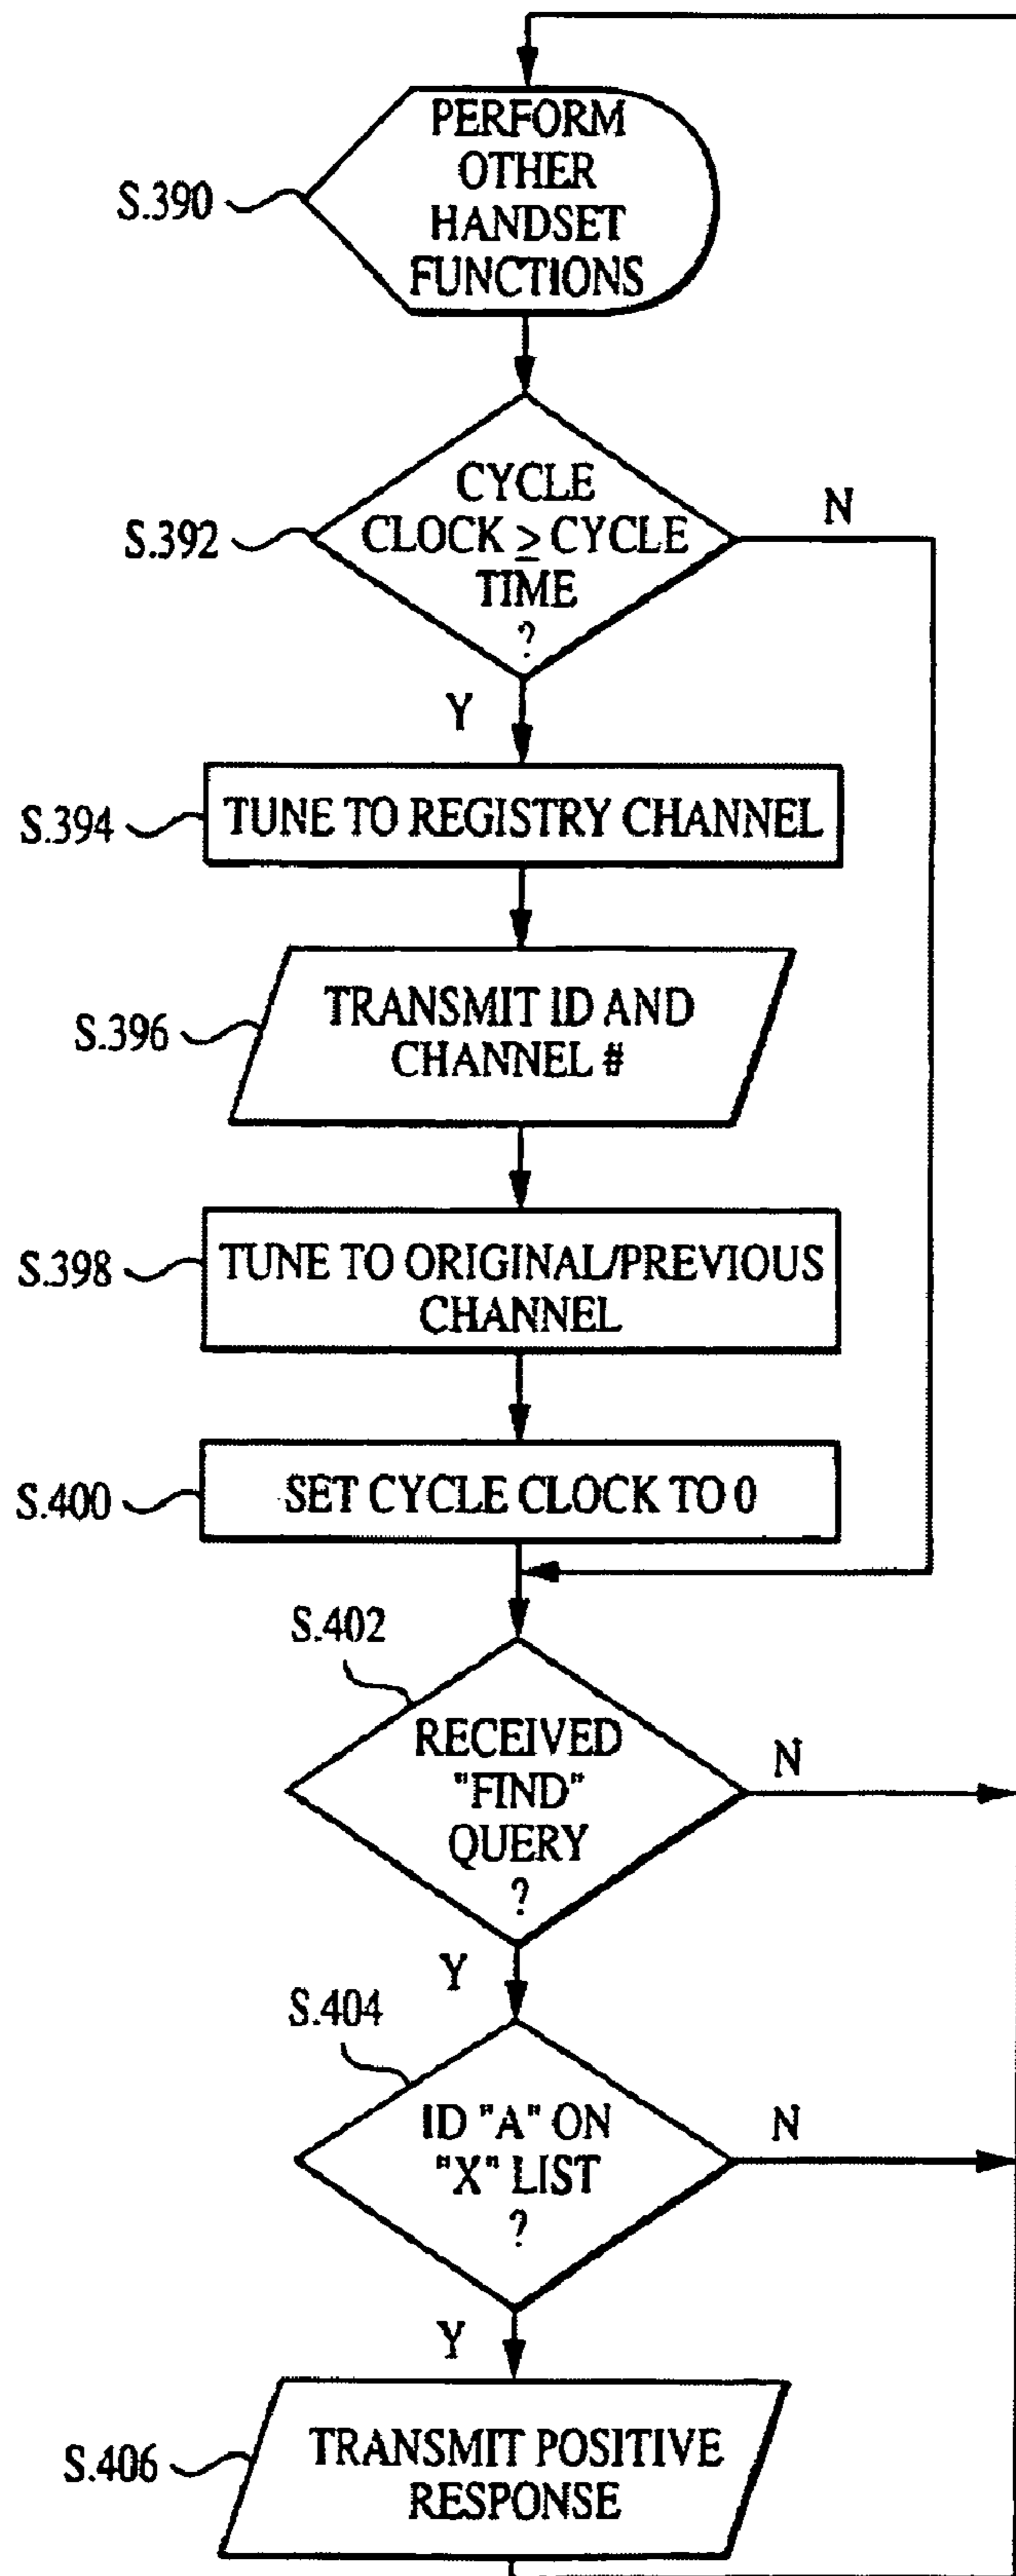 PERFORM
OTHER
HANDSET
FUNCTIONS
S.390
CYCLE
CLOCK ≥ CYCLE
TIME
?
S.392
N
Y
S.394
TUNE TO REGISTRY CHANNEL
S.396
TRANSMIT ID AND
CHANNEL #
S.398
TUNE TO ORIGINAL/PREVIOUS
CHANNEL
S.400
SET CYCLE CLOCK TO 0
S.402
RECEIVED
"FIND"
QUERY
?
N
Y
S.404
ID "A" ON
"X" LIST
?
N
Y
S.406
TRANSMIT POSITIVE
RESPONSE